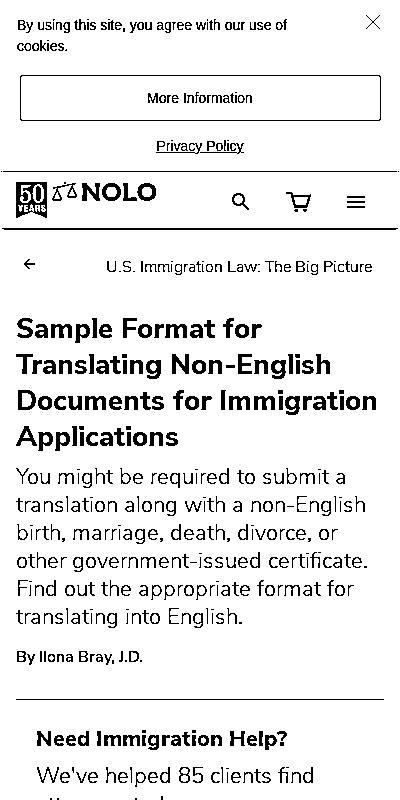 By using this site, you agree with our use of
cookies.
More Information
Privacy Policy
50 YEARS NOLO
U.S. Immigration Law: The Big Picture
Sample Format for
Translating Non-English
Documents for Immigration
Applications
You might be required to submit a
translation along with a non-English
birth, marriage, death, divorce, or
other government-issued certificate.
Find out the appropriate format for
translating into English.
By Ilona Bray, J.D.
Need Immigration Help?
We've helped 85 clients find